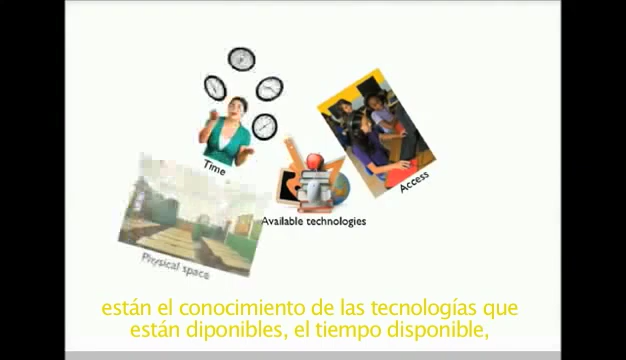 Time
Access
Available technologies
Physical space
están el conocimiento de las tecnologías que
están diponibles, el tiempo disponible,